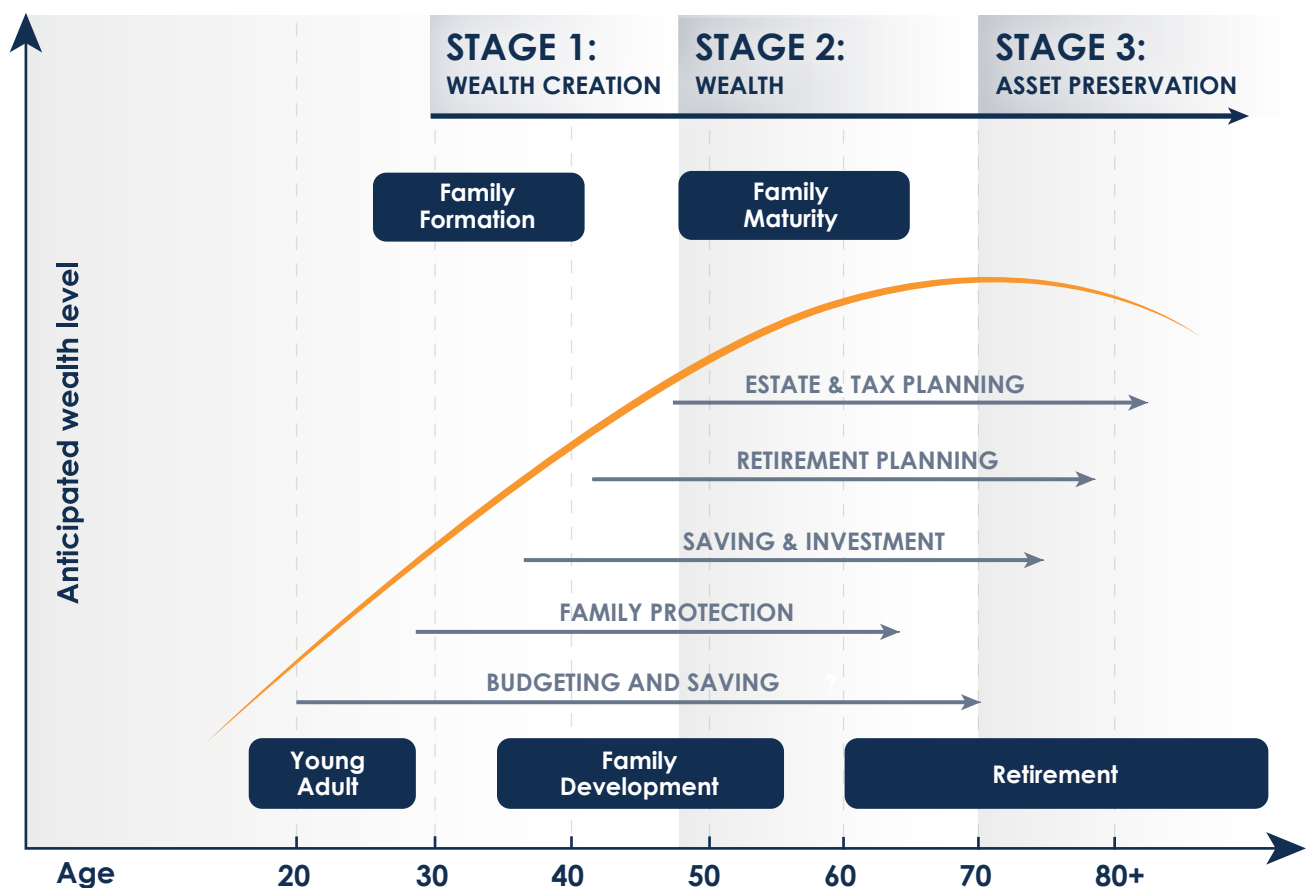 STAGE 1:
WEALTH CREATION
STAGE 2:
WEALTH
STAGE 3:
ASSET PRESERVATION
Family
Formation
Family
Maturity
Anticipated wealth level
ESTATE & TAX PLANNING
RETIREMENT PLANNING
SAVING & INVESTMENT
FAMILY PROTECTION
BUDGETING AND SAVING ?
Young
Adult
Family
Development
Retirement
Age 20 30 40 50 60 70 80+